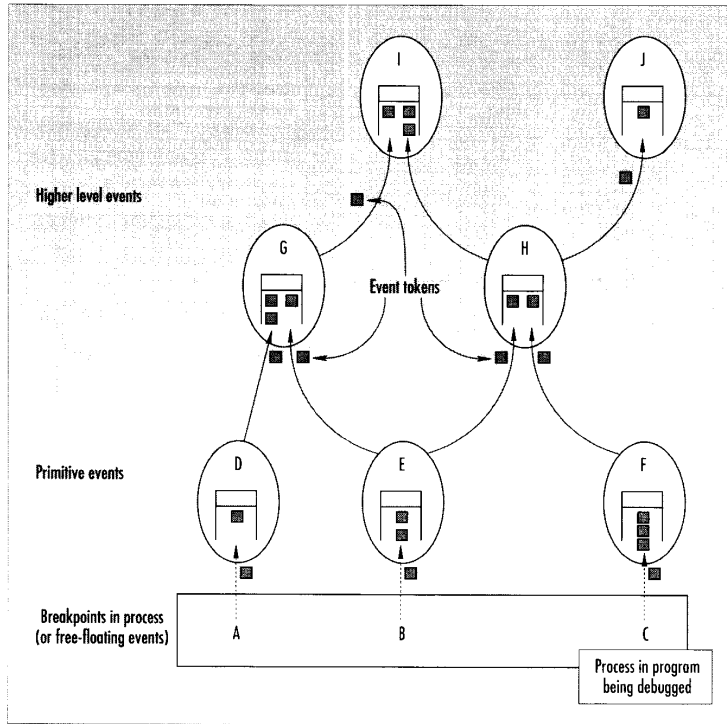 I
J
Higher level events
G
H
Event tokens
D
E
F
Primitive events
Breakpoints in process
(or free-floating events)
A
B
C
Process in program
being debugged